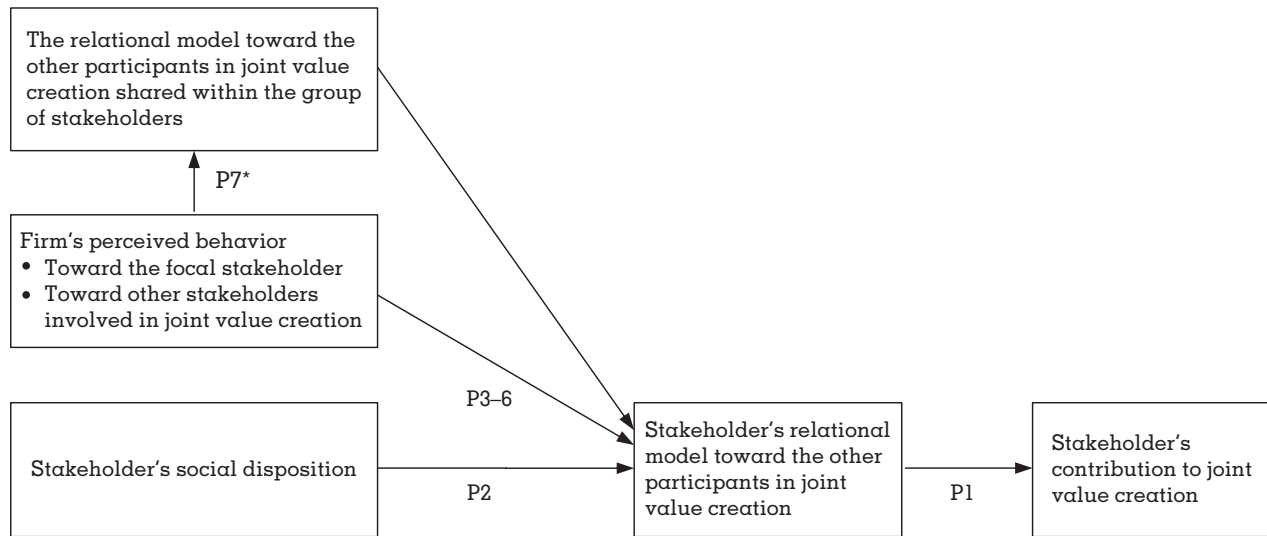 The relational model toward the
other participants in joint value
creation shared within the group
of stakeholders
P7*
Firm's perceived behavior
• Toward the focal stakeholder
• Toward other stakeholders
involved in joint value creation
P3–6
Stakeholder's social disposition
P2
Stakeholder's relational
model toward the other
participants in joint
value creation
P1
Stakeholder's
contribution to joint
value creation